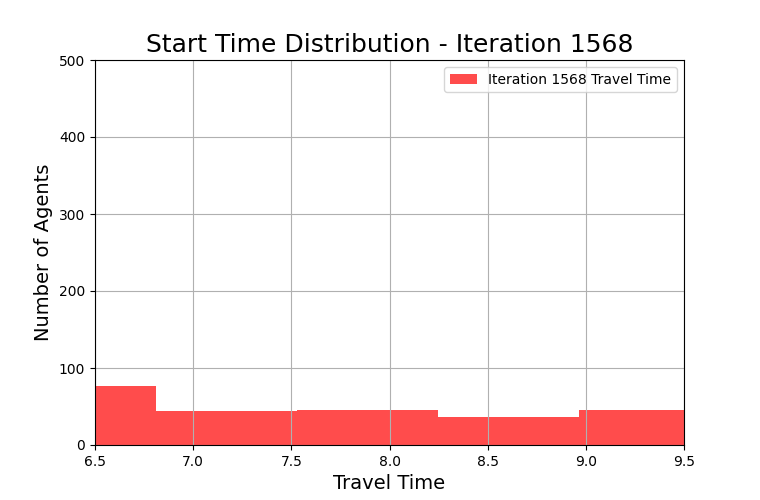 Start Time Distribution - Iteration 1568
500
Iteration 1568 Travel Time
400
300
200
100
0
Number of Agents
6.5 7.0 7.5 8.0 8.5 9.0 9.5
Travel Time